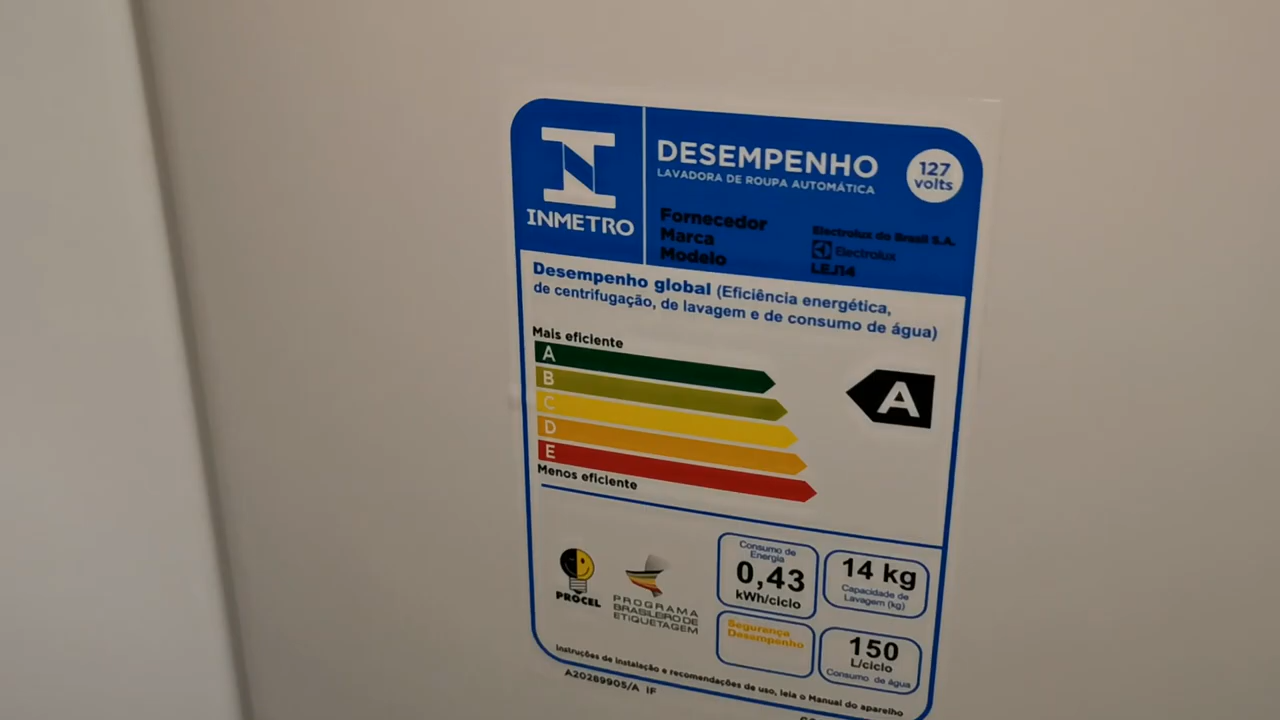 INMETRO
DESEMPENHO
LAVADORA DE ROUPA AUTOMÁTICA
127
volts
Fornecedor
Marca
Modelo
Electrolux do Brasil S.A.
Electrolux
LEJ14
Desempenho global (Eficiência energética,
de centrifugação, de lavagem e de consumo de água)
Mais eficiente
A
B
C
D
E
Menos eficiente
A
PROCEL
PROGRAMA
BRASILEIRO DE
ETIQUETAGEM
Consumo de
Energia
0,43
kWh/ciclo
14 kg
Capacidade de
Lavagem (kg)
Segurança
Desempenho
150
L/ciclo
Consumo de água
Instruções de instalação e recomendações de uso, leia o Manual do aparelho
A20289905/A IF